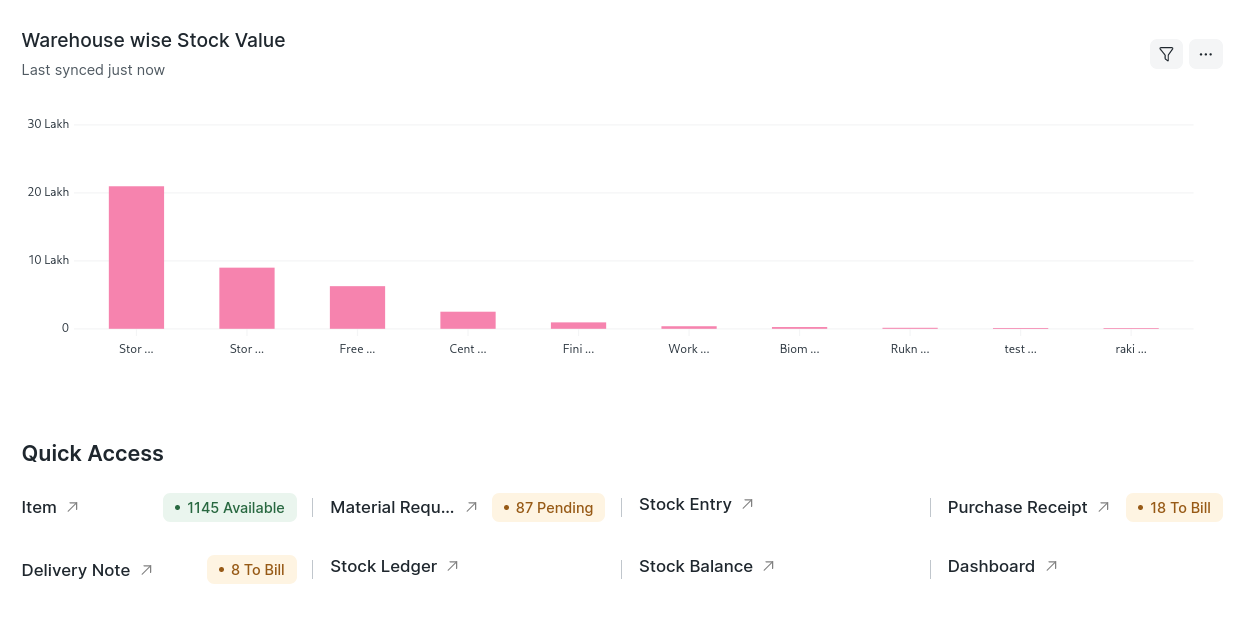 Warehouse wise Stock Value
Last synced just now
30 Lakh
20 Lakh
10 Lakh
0
Stor ... Stor ... Free ... Cent ... Fini ... Work ... Biom ... Rukn ... test ... raki ...
Quick Access
Item 1145 Available Material Requ... 87 Pending Stock Entry Purchase Receipt 18 To Bill
Delivery Note 8 To Bill Stock Ledger Stock Balance Dashboard